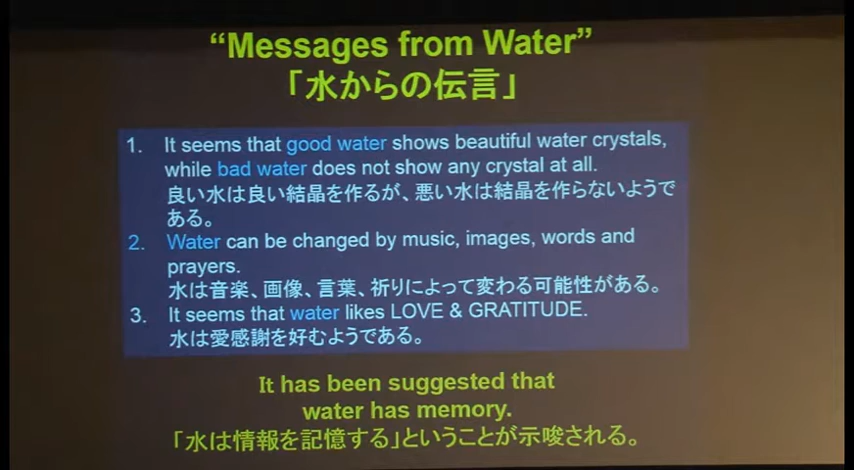 “Messages from Water”
「水からの伝言」
1. It seems that good water shows beautiful water crystals,
while bad water does not show any crystal at all.
良い水は良い結晶を作るが、悪い水は結晶を作らないようで
ある。
2. Water can be changed by music, images, words and
prayers.
水は音楽、画像、言葉、祈りによって変わる可能性がある。
3. It seems that water likes LOVE & GRATITUDE.
水は愛感謝を好むようである。
It has been suggested that
water has memory.
「水は情報を記憶する」ということが示唆される。